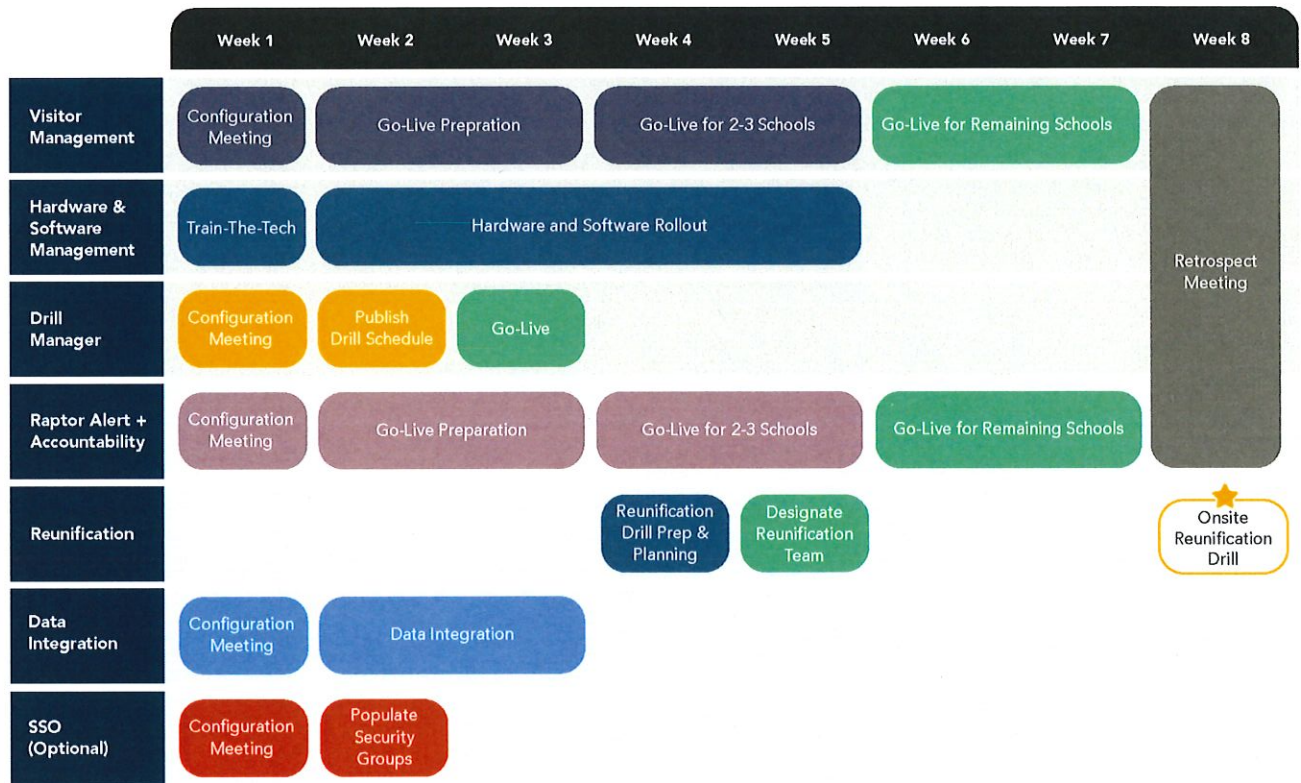 Week 1 Week 2 Week 3 Week 4 Week 5 Week 6 Week 7 Week 8
Visitor
Management
Configuration
Meeting
Go-Live Prepration
Go-Live for 2-3 Schools
Go-Live for Remaining Schools
Hardware &
Software
Management
Train-The-Tech
Hardware and Software Rollout
Retrospect
Meeting
Drill
Manager
Configuration
Meeting
Publish
Drill Schedule
Go-Live
Raptor Alert +
Accountability
Configuration
Meeting
Go-Live Preparation
Go-Live for 2-3 Schools
Go-Live for Remaining Schools
Reunification
Reunification
Drill Prep &
Planning
Designate
Reunification
Team
Onsite
Reunification
Drill
Data
Integration
Configuration
Meeting
Data Integration
SSO
(Optional)
Configuration
Meeting
Populate
Security
Groups